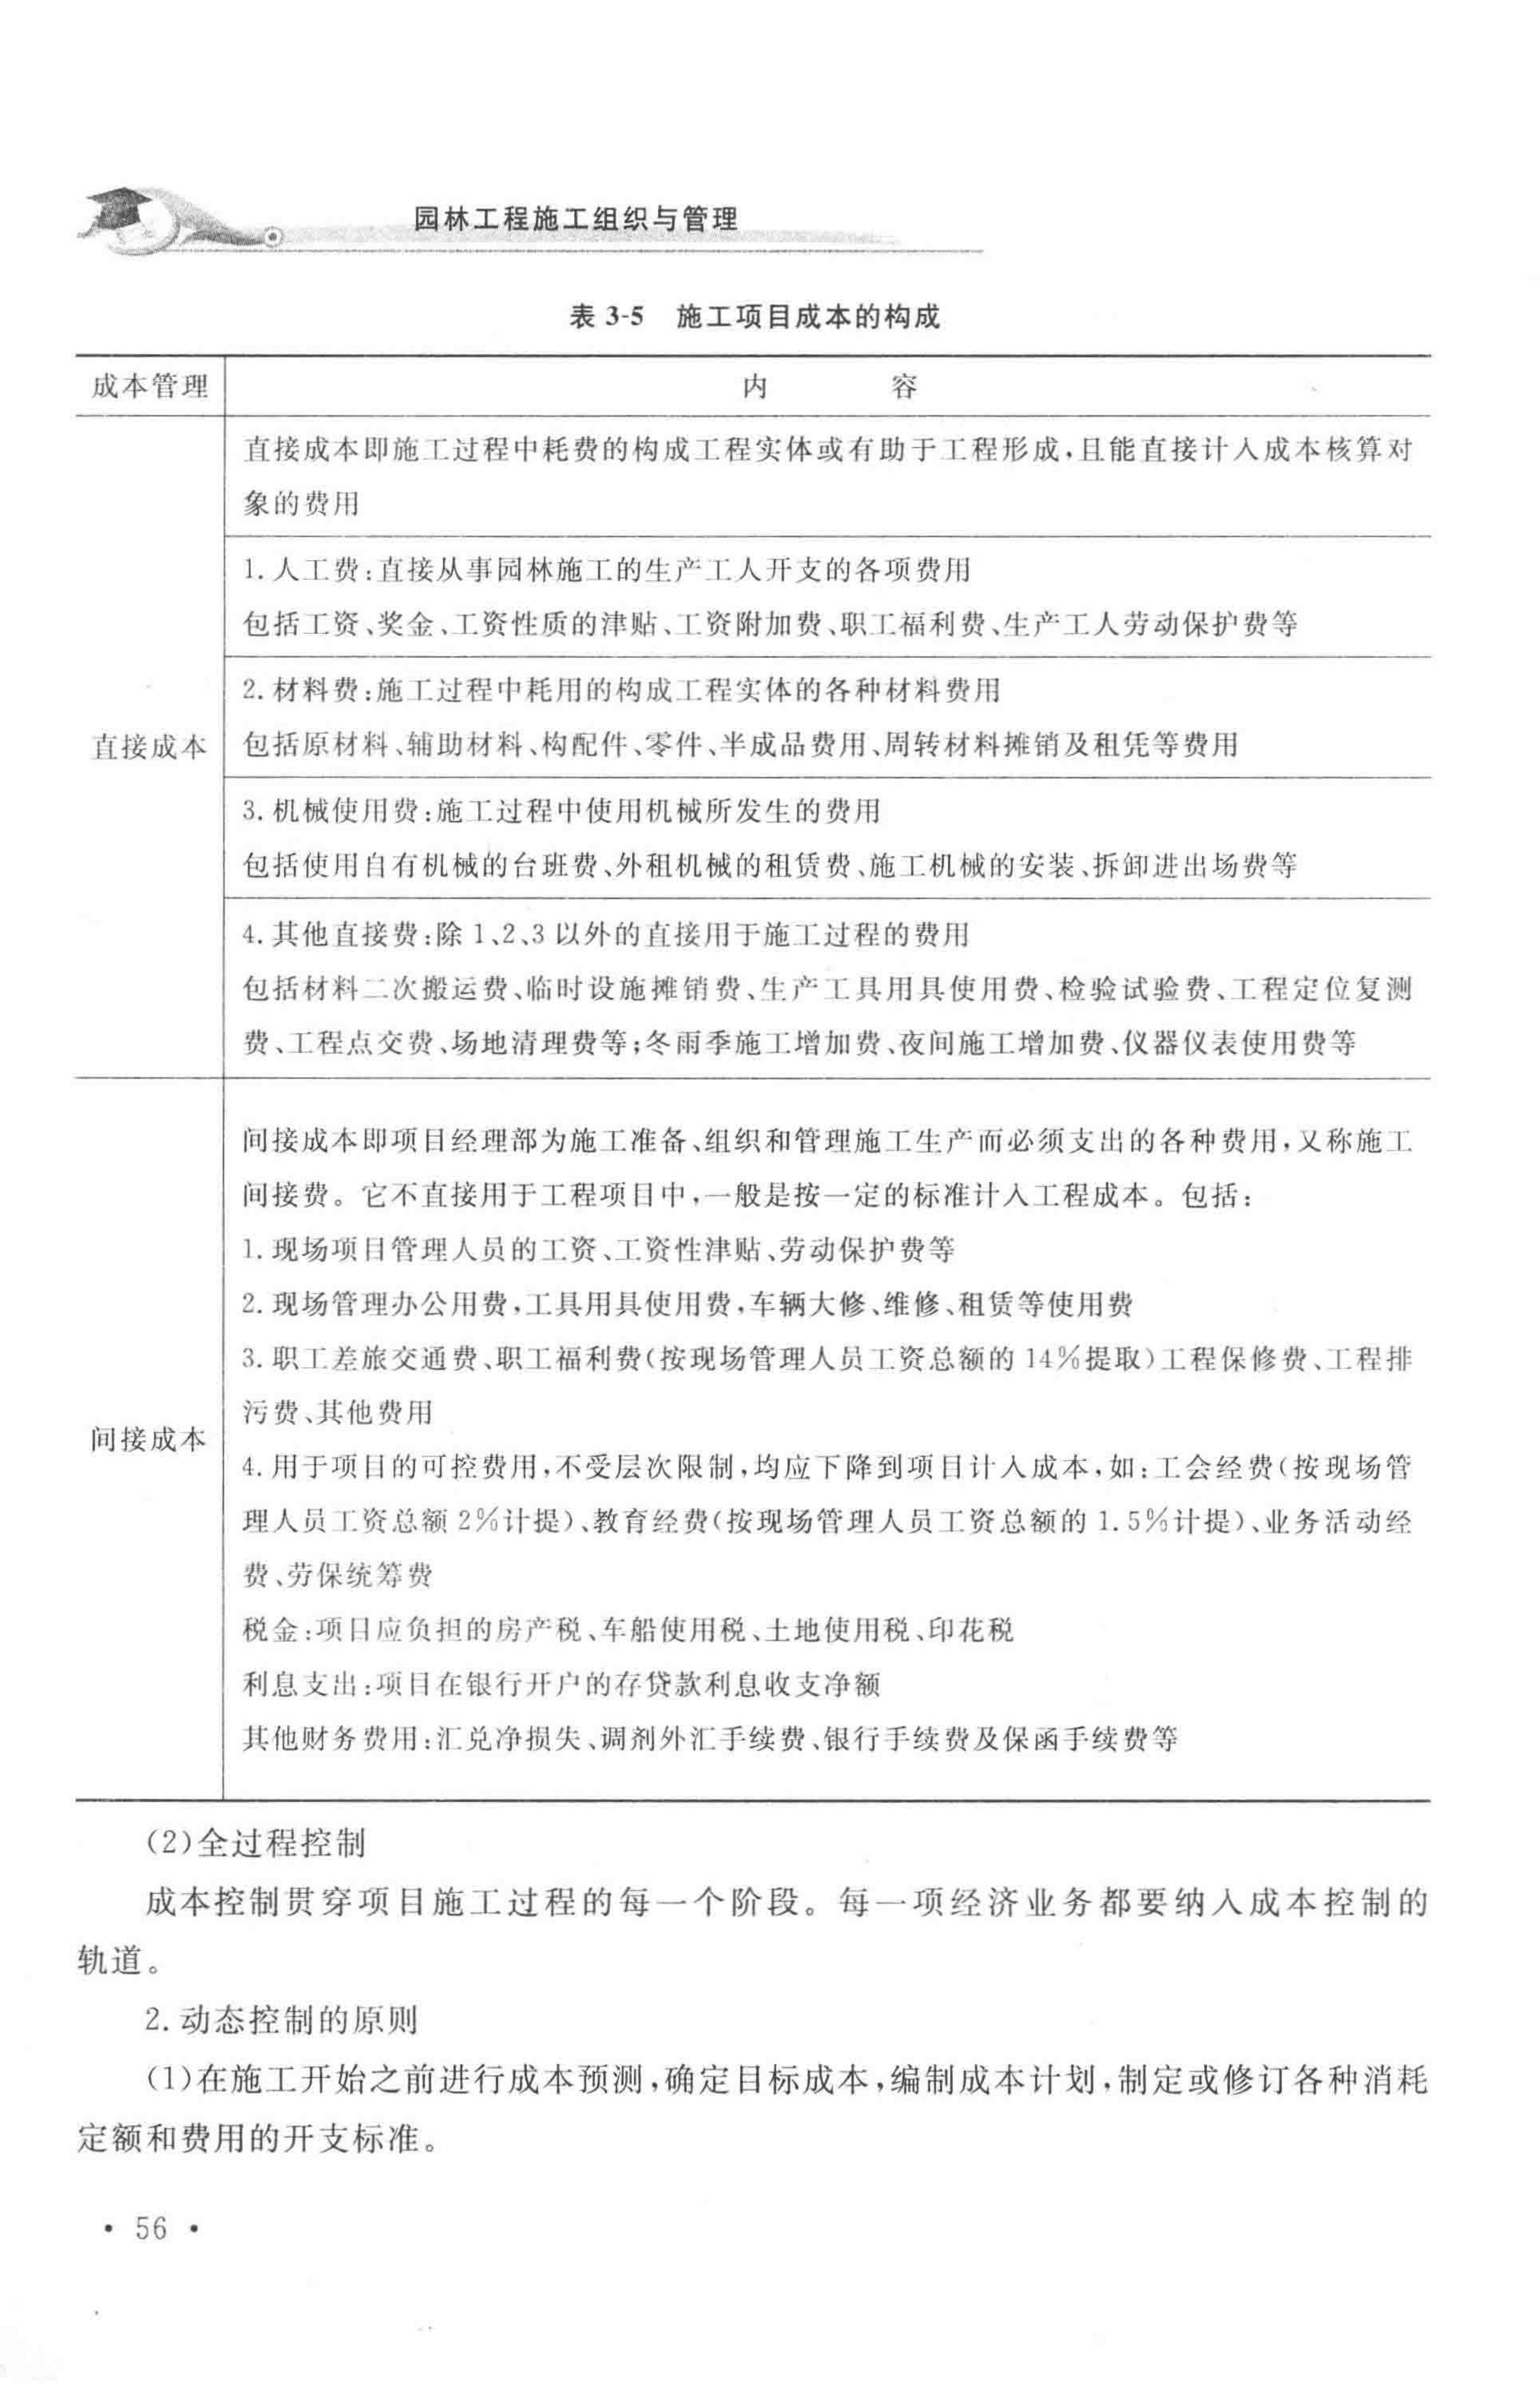 园林工程施工组织与管理
表 3-5 施工项目成本的构成
成本管理
内 容
直接成本即施工过程中耗费的构成工程实体或有助于工程形成,且能直接计入成本核算对
象的费用
1. 人工费:直接从事园林施工的生产工人开支的各项费用
包括工资、奖金、工资性质的津贴、工资附加费、职工福利费、生产工人劳动保护费等
2. 材料费:施工过程中耗用的构成工程实体的各种材料费用
直接成本
包括原材料、辅助材料、构配件、零件、半成品费用、周转材料摊销及租凭等费用
3. 机械使用费:施工过程中使用机械所发生的费用
包括使用自有机械的台班费、外租机械的租赁费、施工机械的安装、拆卸进出场费等
4. 其他直接费:除 1、2、3 以外的直接用于施工过程的费用
包括材料二次搬运费、临时设施摊销费、生产工具用具使用费、检验试验费、工程定位复测
费、工程点交费、场地清理费等;冬雨季施工增加费、夜间施工增加费、仪器仪表使用费等
间接成本即项目经理部为施工准备、组织和管理施工生产而必须支出的各种费用,又称施工
间接费。它不直接用于工程项目中,一般是按一定的标准计入工程成本。包括:
1. 现场项目管理人员的工资、工资性津贴、劳动保护费等
2. 现场管理办公用费,工具用具使用费,车辆大修、维修、租赁等使用费
3. 职工差旅交通费、职工福利费(按现场管理人员工资总额的 14%提取)工程保修费、工程排
污费、其他费用
间接成本
4. 用于项目的可控费用,不受层次限制,均应下降到项目计入成本,如:工会经费(按现场管
理人员工资总额 2%计提)、教育经费(按现场管理人员工资总额的 1.5%计提)、业务活动经
费、劳保统筹费
税金:项目应负担的房产税、车船使用税、土地使用税、印花税
利息支出:项目在银行开户的存贷款利息收支净额
其他财务费用:汇兑净损失、调剂外汇手续费、银行手续费及保函手续费等
(2)全过程控制
成本控制贯穿项目施工过程的每一个阶段。每一项经济业务都要纳入成本控制的
轨道。
2. 动态控制的原则
(1)在施工开始之前进行成本预测,确定目标成本,编制成本计划,制定或修订各种消耗
定额和费用的开支标准。
• 56 •